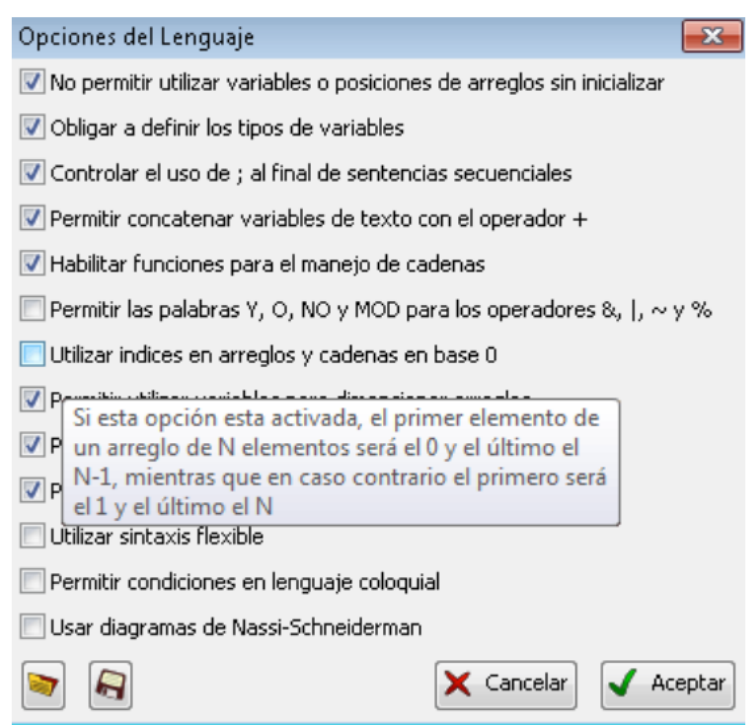 Opciones del Lenguaje
No permitir utilizar variables o posiciones de arreglos sin inicializar
Obligar a definir los tipos de variables
Controlar el uso de ; al final de sentencias secuenciales
Permitir concatenar variables de texto con el operador +
Habilitar funciones para el manejo de cadenas
Permitir las palabras Y, O, NO y MOD para los operadores &, |, ~ y %
Utilizar indices en arreglos y cadenas en base 0
Si esta opción esta activada, el primer elemento de
un arreglo de N elementos será el 0 y el último el
N-1, mientras que en caso contrario el primero será
el 1 y el último el N
Utilizar sintaxis flexible
Permitir condiciones en lenguaje coloquial
Usar diagramas de Nassi-Schneiderman
Cancelar
Aceptar